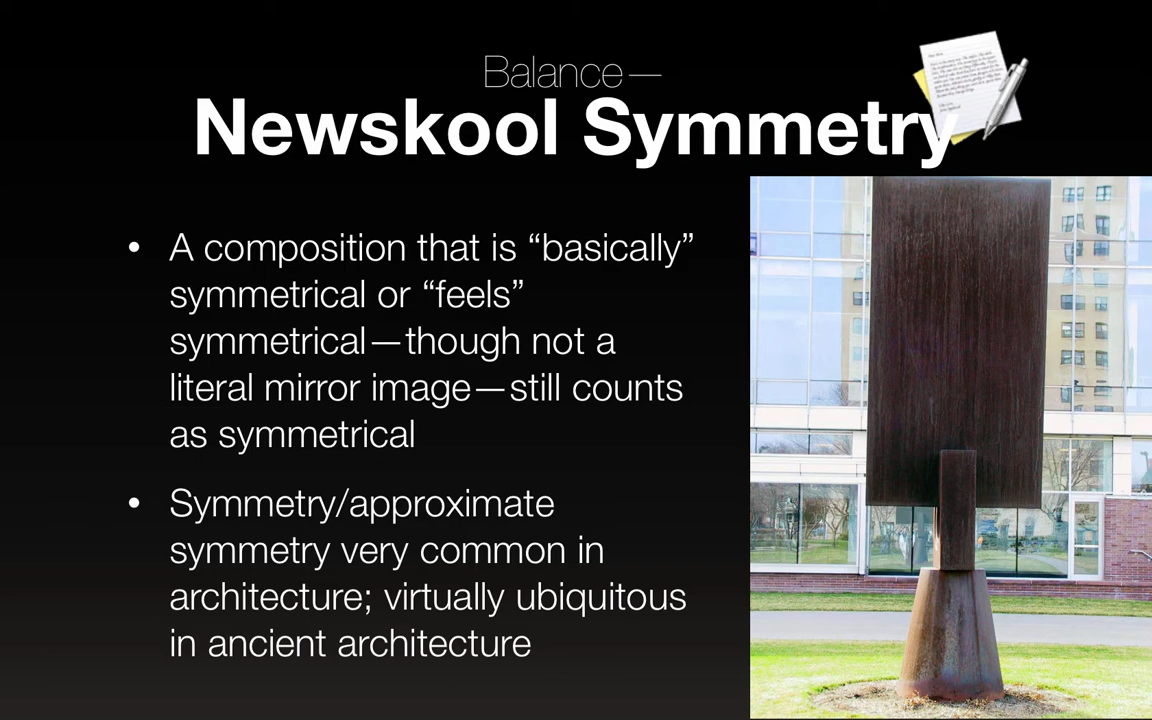 Balance—
Newskool Symmetry
• A composition that is “basically”
symmetrical or “feels”
symmetrical—though not a
literal mirror image—still counts
as symmetrical
• Symmetry/approximate
symmetry very common in
architecture; virtually ubiquitous
in ancient architecture